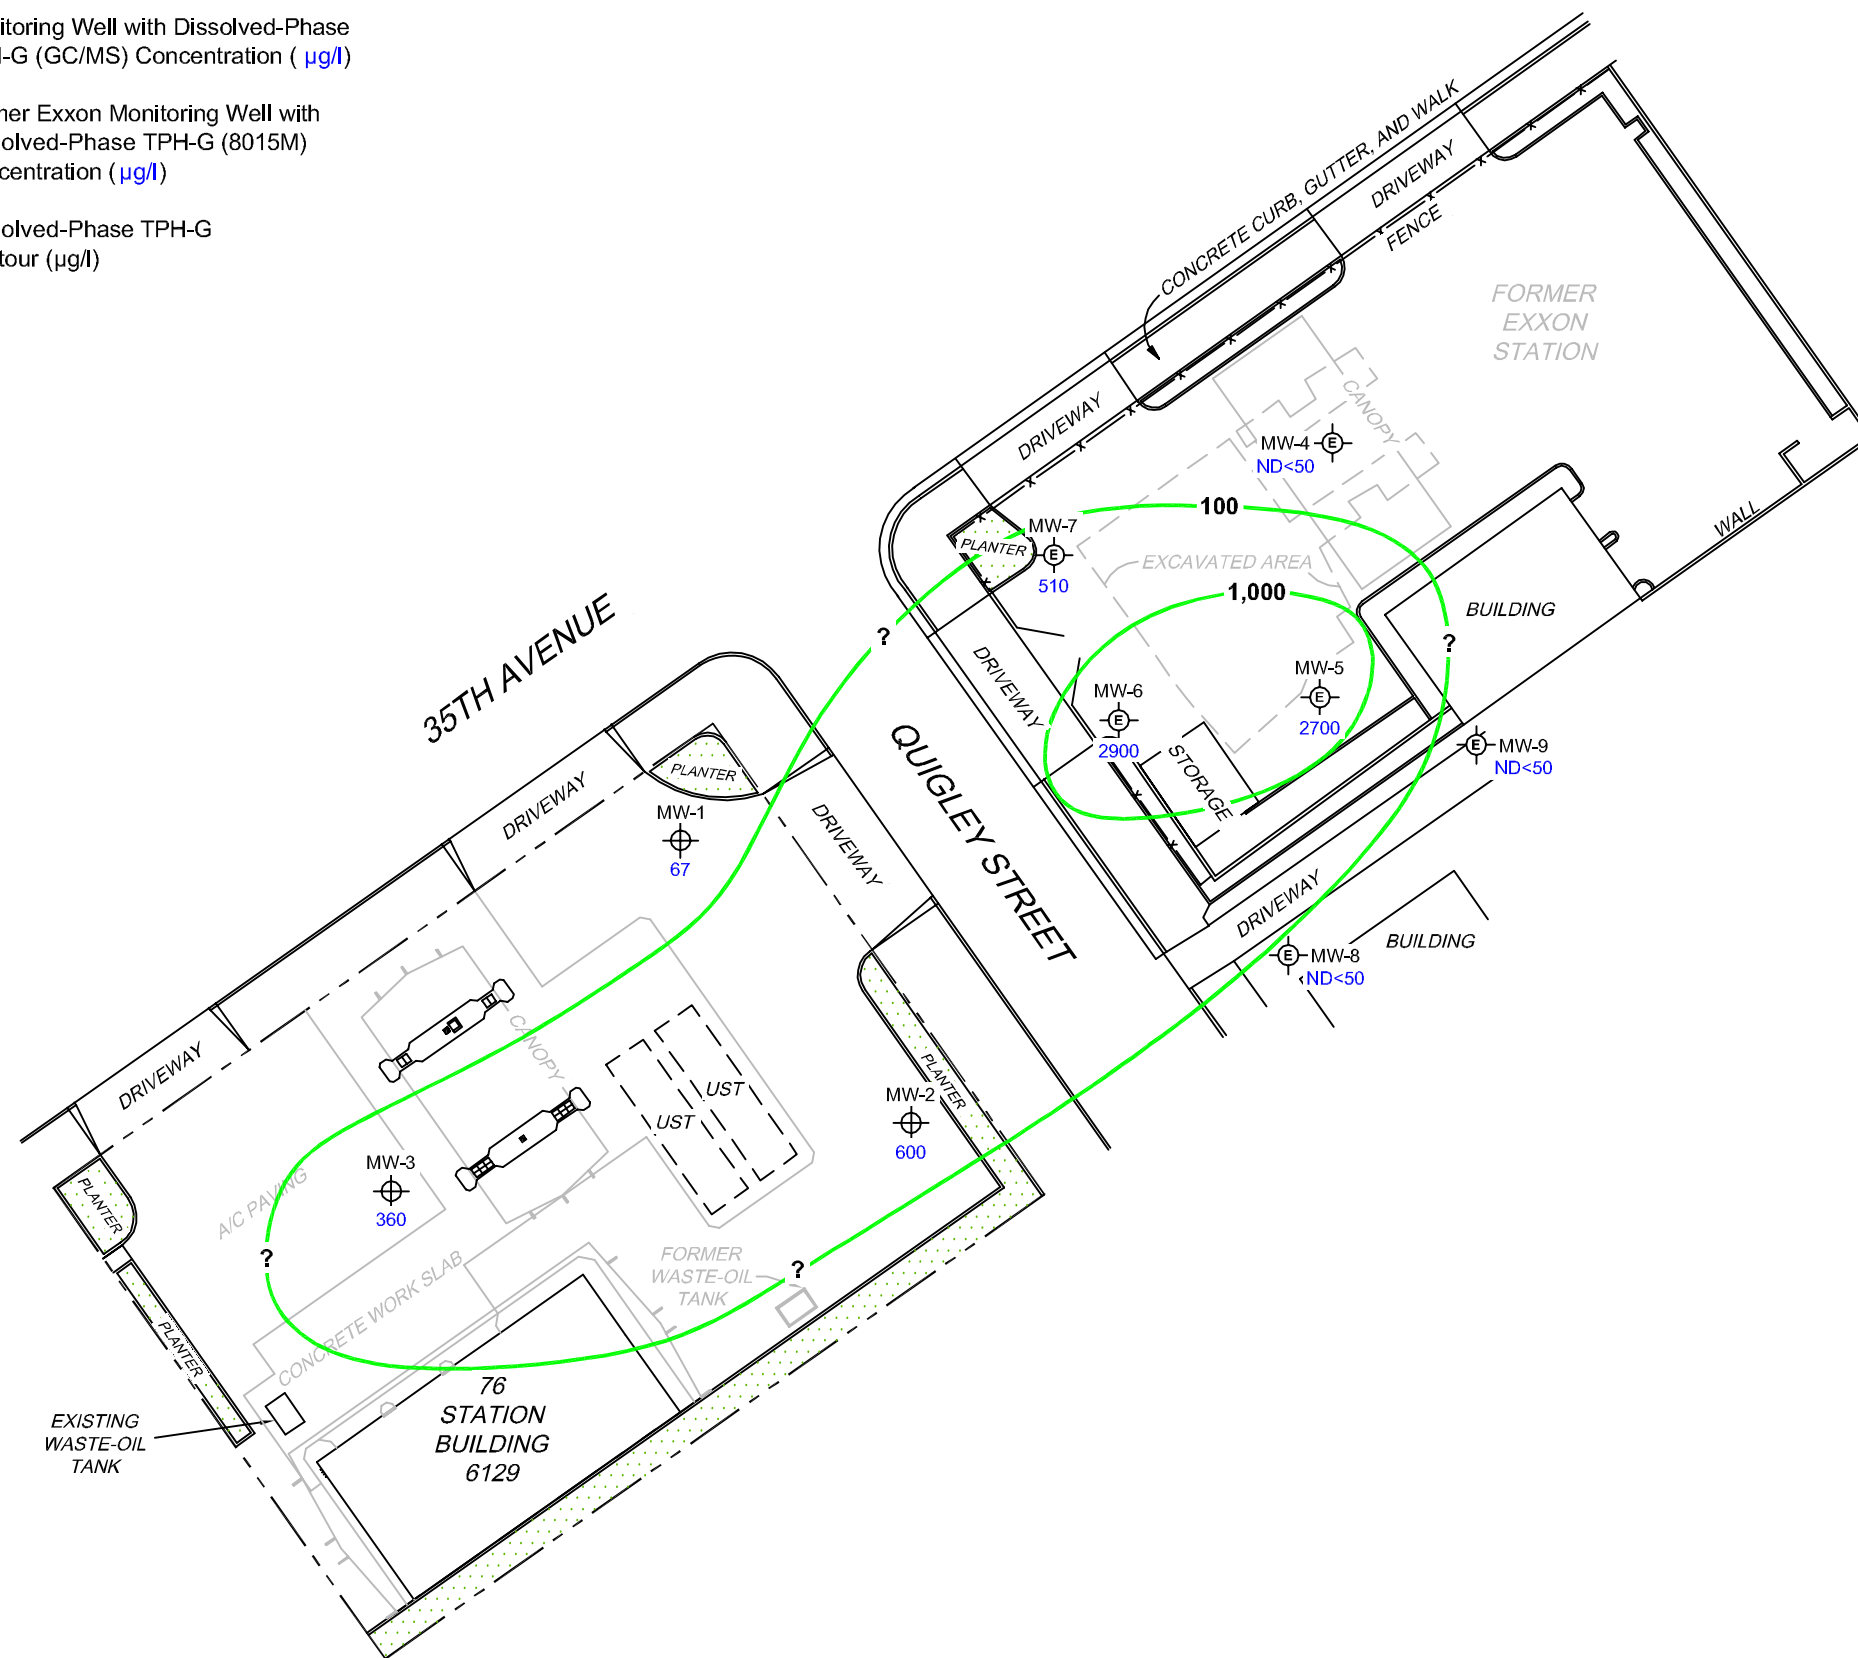 itoring Well with Dissolved-Phase
I-G (GC/MS) Concentration ( µg/l)
ner Exxon Monitoring Well with
olved-Phase TPH-G (8015M)
centration (µg/l)
olved-Phase TPH-G
tour (µg/l)
CONCRETE CURB, GUTTER, AND WALK
DRIVEWAY
FENCE
FORMER
EXXON
STATION
CANOPY
DRIVEWAY
MW-4
E
ND<50
100
MW-7
PLANTER
E
510
EXCAVATED AREA
1,000
WALL
BUILDING
?
?
35TH AVENUE
DRIVEWAY
MW-5
E
2700
MW-6
E
2900
STORAGE
QUIGLEY STREET
E
MW-9
ND<50
PLANTER
DRIVEWAY
MW-1
67
DRIVEWAY
DRIVEWAY
BUILDING
E
MW-8
ND<50
CANOPY
DRIVEWAY
UST
UST
PLANTER
MW-2
600
MW-3
360
A/C PAVING
PLANTER
?
?
FORMER
WASTE-OIL
TANK
CONCRETE WORK SLAB
PLANTER
76
STATION
BUILDING
6129
EXISTING
WASTE-OIL
TANK